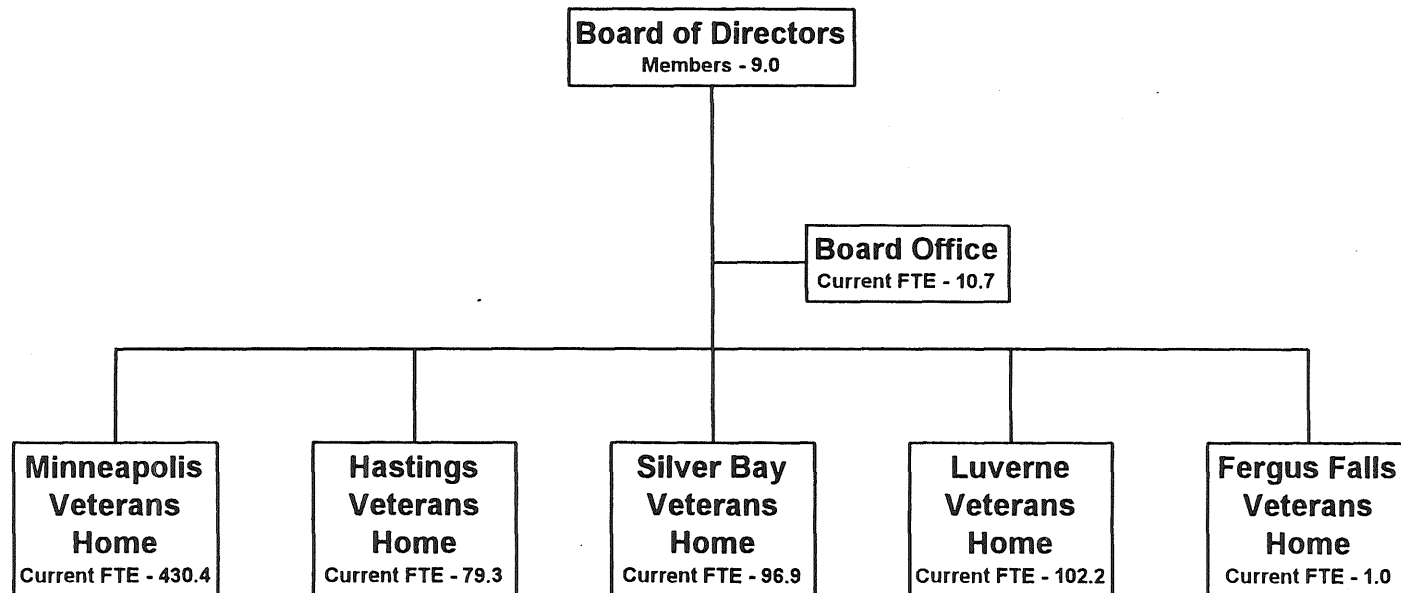 Board of Directors
Members - 9.0
Board Office
Current FTE - 10.7
Minneapolis
Veterans
Home
Current FTE - 430.4
Hastings
Veterans
Home
Current FTE - 79.3
Silver Bay
Veterans
Home
Current FTE - 96.9
Luverne
Veterans
Home
Current FTE - 102.2
Fergus Falls
Veterans
Home
Current FTE - 1.0